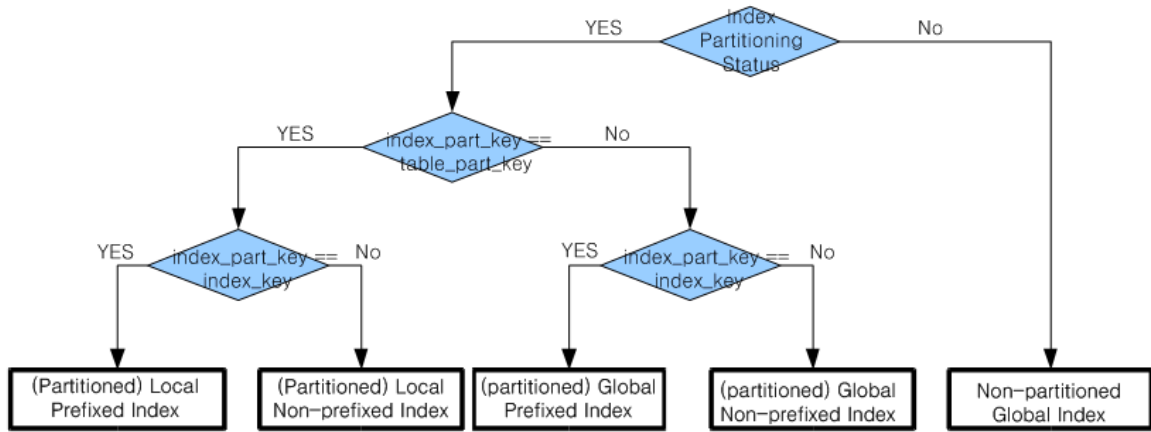 Index
Partitioning
Status
YES
No
index_part_key ==
table_part_key
YES
No
index_part_key ==
index_key
YES
No
index_part_key ==
index_key
YES
No
(Partitioned) Local
Prefixed Index
(Partitioned) Local
Non-prefixed Index
(partitioned) Global
Prefixed Index
(partitioned) Global
Non-prefixed Index
Non-partitioned
Global Index